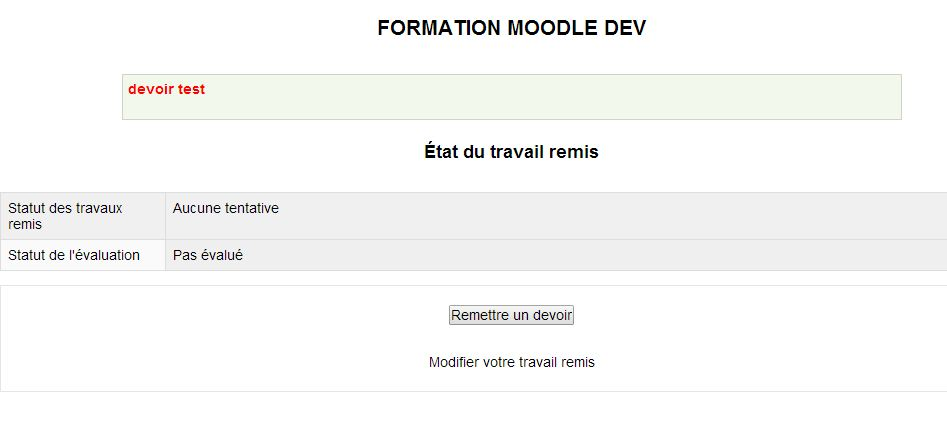 FORMATION MOODLE DEV
devoir test
État du travail remis
Statut des travaux
remis
Aucune tentative
Statut de l'évaluation
Pas évalué
Remettre un devoir
Modifier votre travail remis